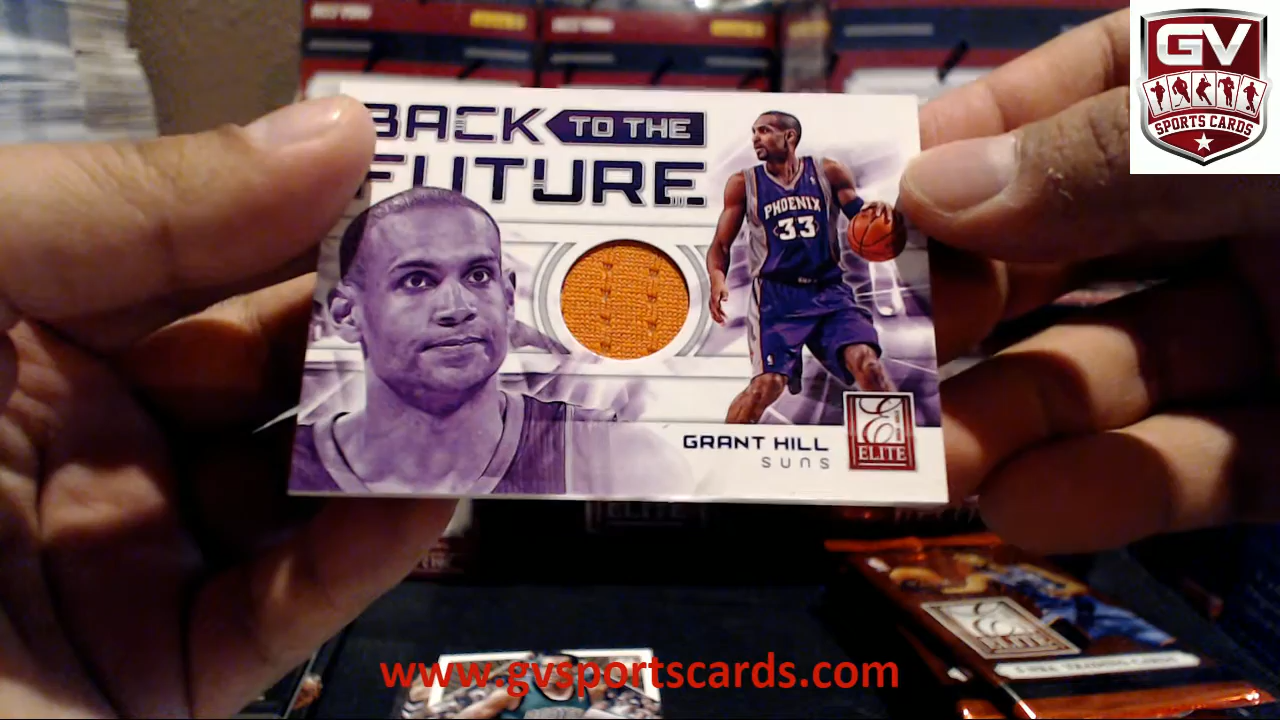 GV
SPORTS CARDS
BACK TO THE
FUTURE
PHOENIX
33
GRANT HILL
SUNS
E
ELITE
ELITE
www.gvsportscards.com